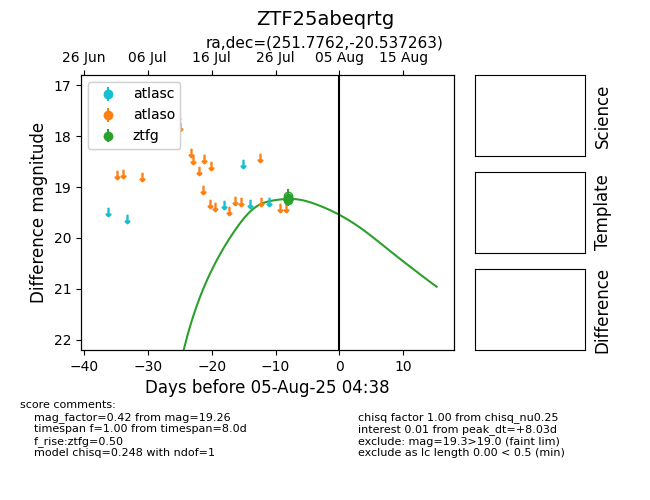 ZTF25abeqrtg
ra,dec=(251.7762,-20.537263)
26 Jun 06 Jul 16 Jul 26 Jul 05 Aug 15 Aug
atlasc
atlaso
ztfg
17
18
19
20
21
22
Difference magnitude
−40 −30 −20 −10 0 10
Days before 05-Aug-25 04:38
Science
Template
Difference
score comments:
mag_factor=0.42 from mag=19.26
timespan f=1.00 from timespan=8.0d
f_rise:ztfg=0.50
model chisq=0.248 with ndof=1
chisq factor 1.00 from chisq_nu0.25
interest 0.01 from peak_dt=+8.03d
exclude: mag=19.3>19.0 (faint lim)
exclude as lc length 0.00 < 0.5 (min)